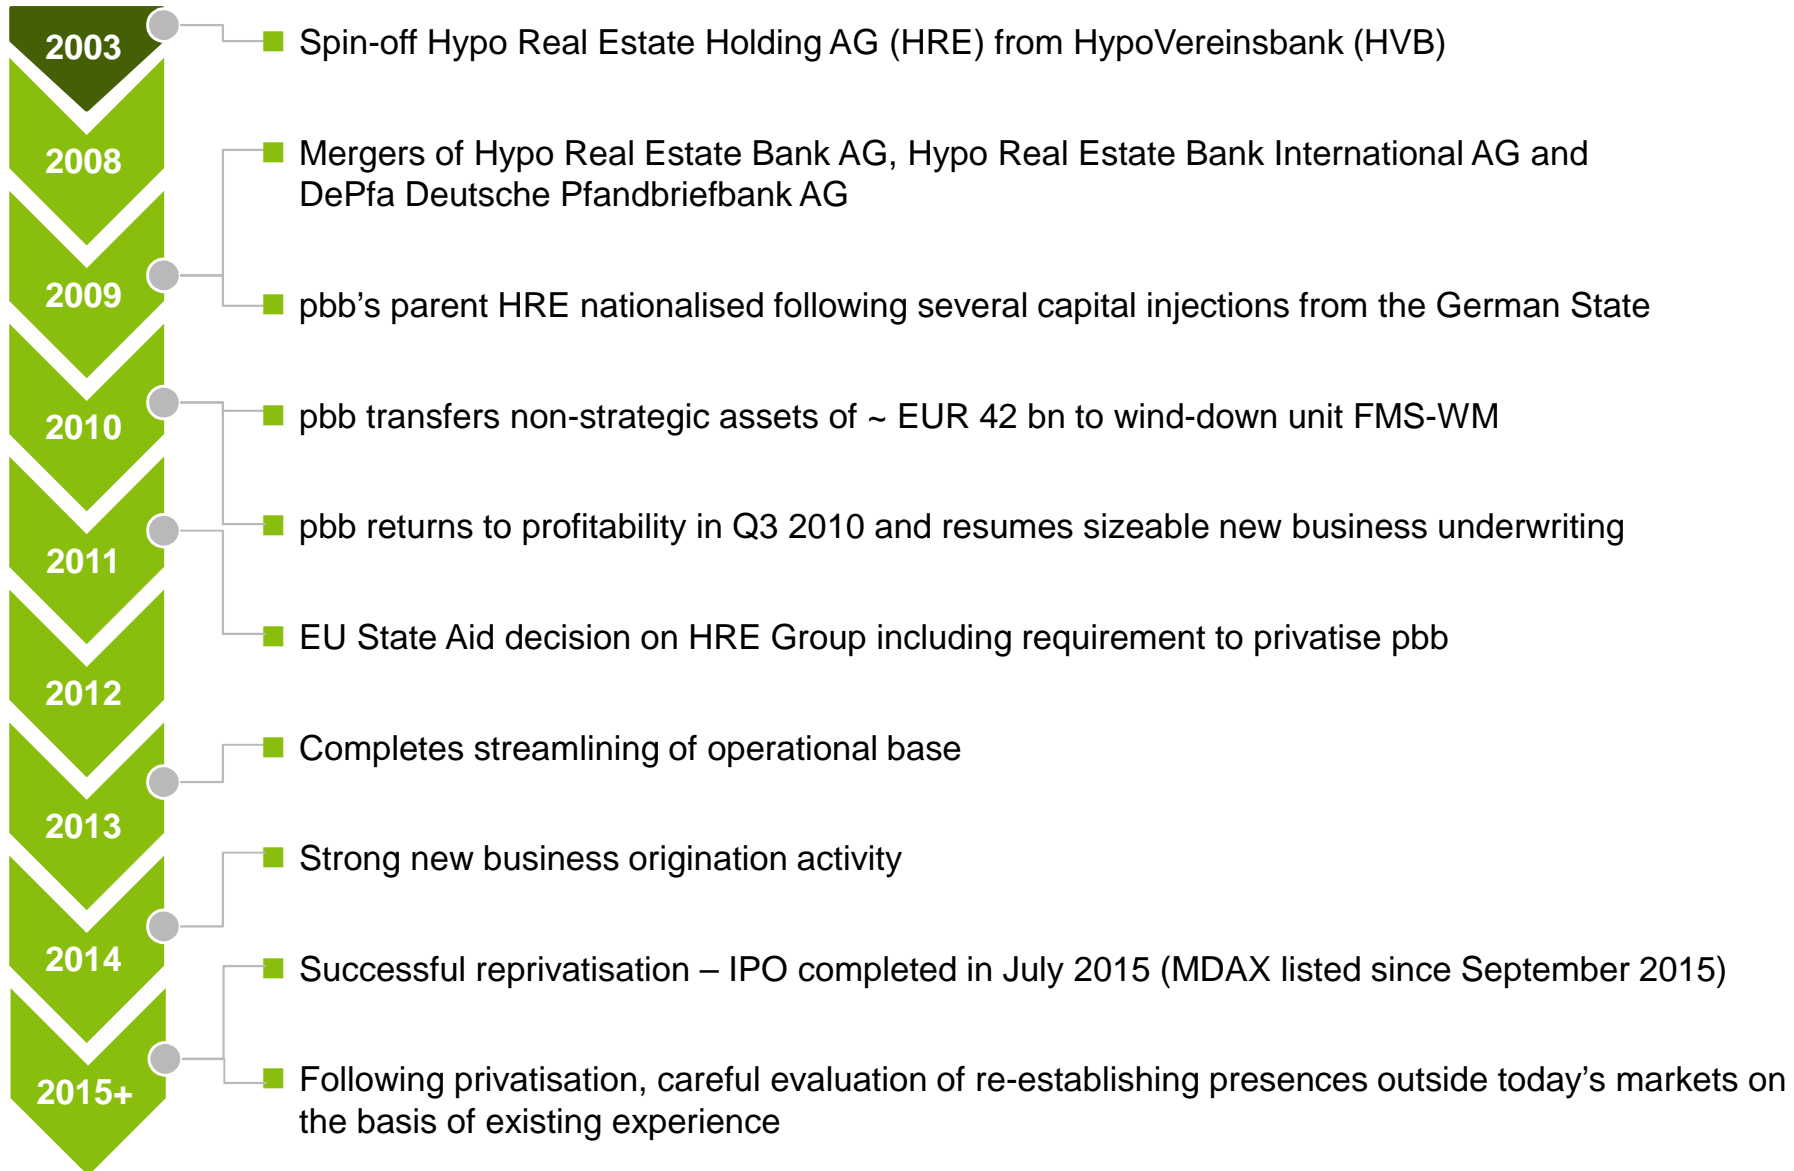 2003
Spin-off Hypo Real Estate Holding AG (HRE) from HypoVereinsbank (HVB)
2008
Mergers of Hypo Real Estate Bank AG, Hypo Real Estate Bank International AG and
DePfa Deutsche Pfandbriefbank AG
2009
pbb’s parent HRE nationalised following several capital injections from the German State
2010
pbb transfers non-strategic assets of ~ EUR 42 bn to wind-down unit FMS-WM
pbb returns to profitability in Q3 2010 and resumes sizeable new business underwriting
2011
EU State Aid decision on HRE Group including requirement to privatise pbb
2012
Completes streamlining of operational base
2013
Strong new business origination activity
2014
Successful reprivatisation – IPO completed in July 2015 (MDAX listed since September 2015)
2015+
Following privatisation, careful evaluation of re-establishing presences outside today’s markets on
the basis of existing experience